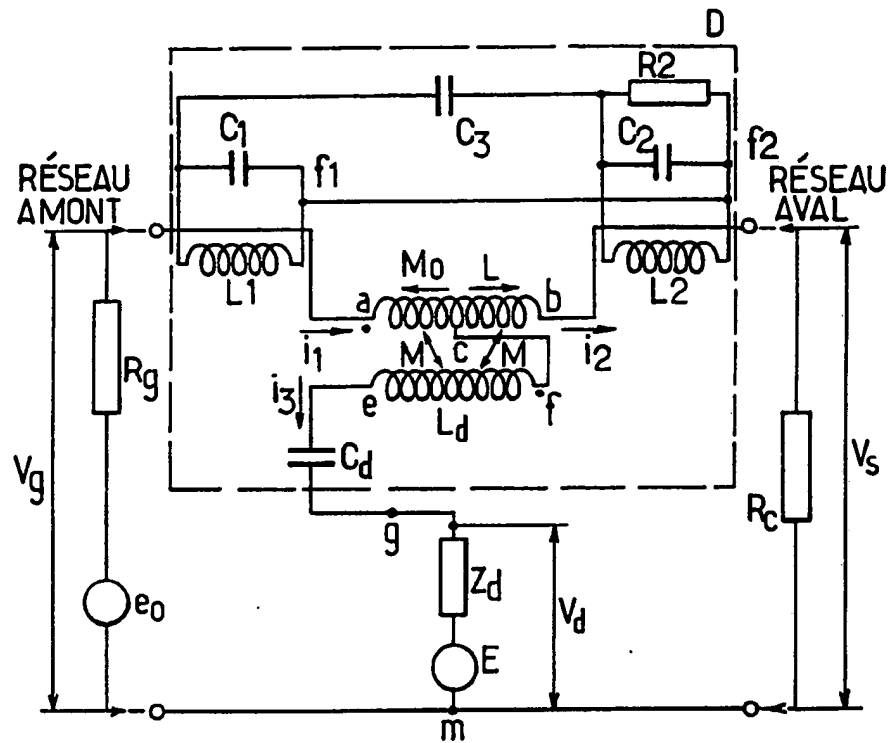 D
R2
C1
C3
C2
f1
f2
RÉSEAU
AMONT
RÉSEAU
AVAL
L1
L2
Mo
L
a
b
i1
M
c
M
i2
i3
e
f
Ld
Rg
Cd
Vg
Vs
Rc
g
Zd
Vd
eo
E
m